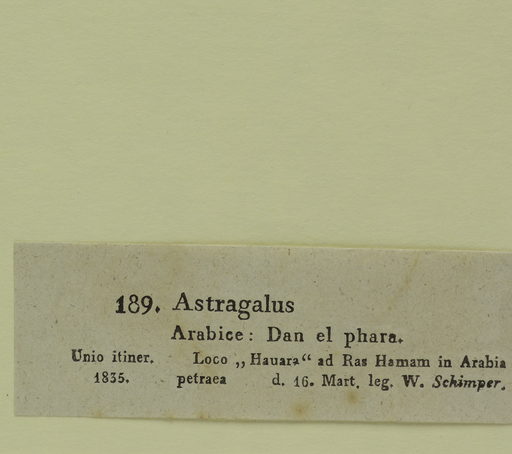 189. Astragalus
Arabice: Dan el phara.
Unio itiner. Loco „Hauara“ ad Ras Hamam in Arabia
1835. petraea d. 16. Mart. leg. W. Schimper.